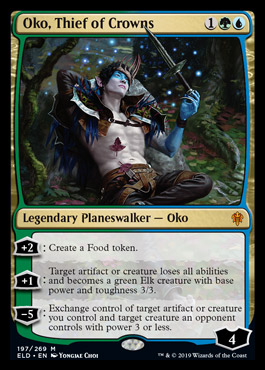 Oko, Thief of Crowns 1
Legendary Planeswalker — Oko
+2 : Create a Food token.
Target artifact or creature loses all abilities
+1 : and becomes a green Elk creature with base
power and toughness 3/3.
Exchange control of target artifact or creature
−5 : you control and target creature an opponent
controls with power 3 or less.
4
197/269 M
ELD • EN YONGJAE CHOI ™ & © 2019 Wizards of the Coast